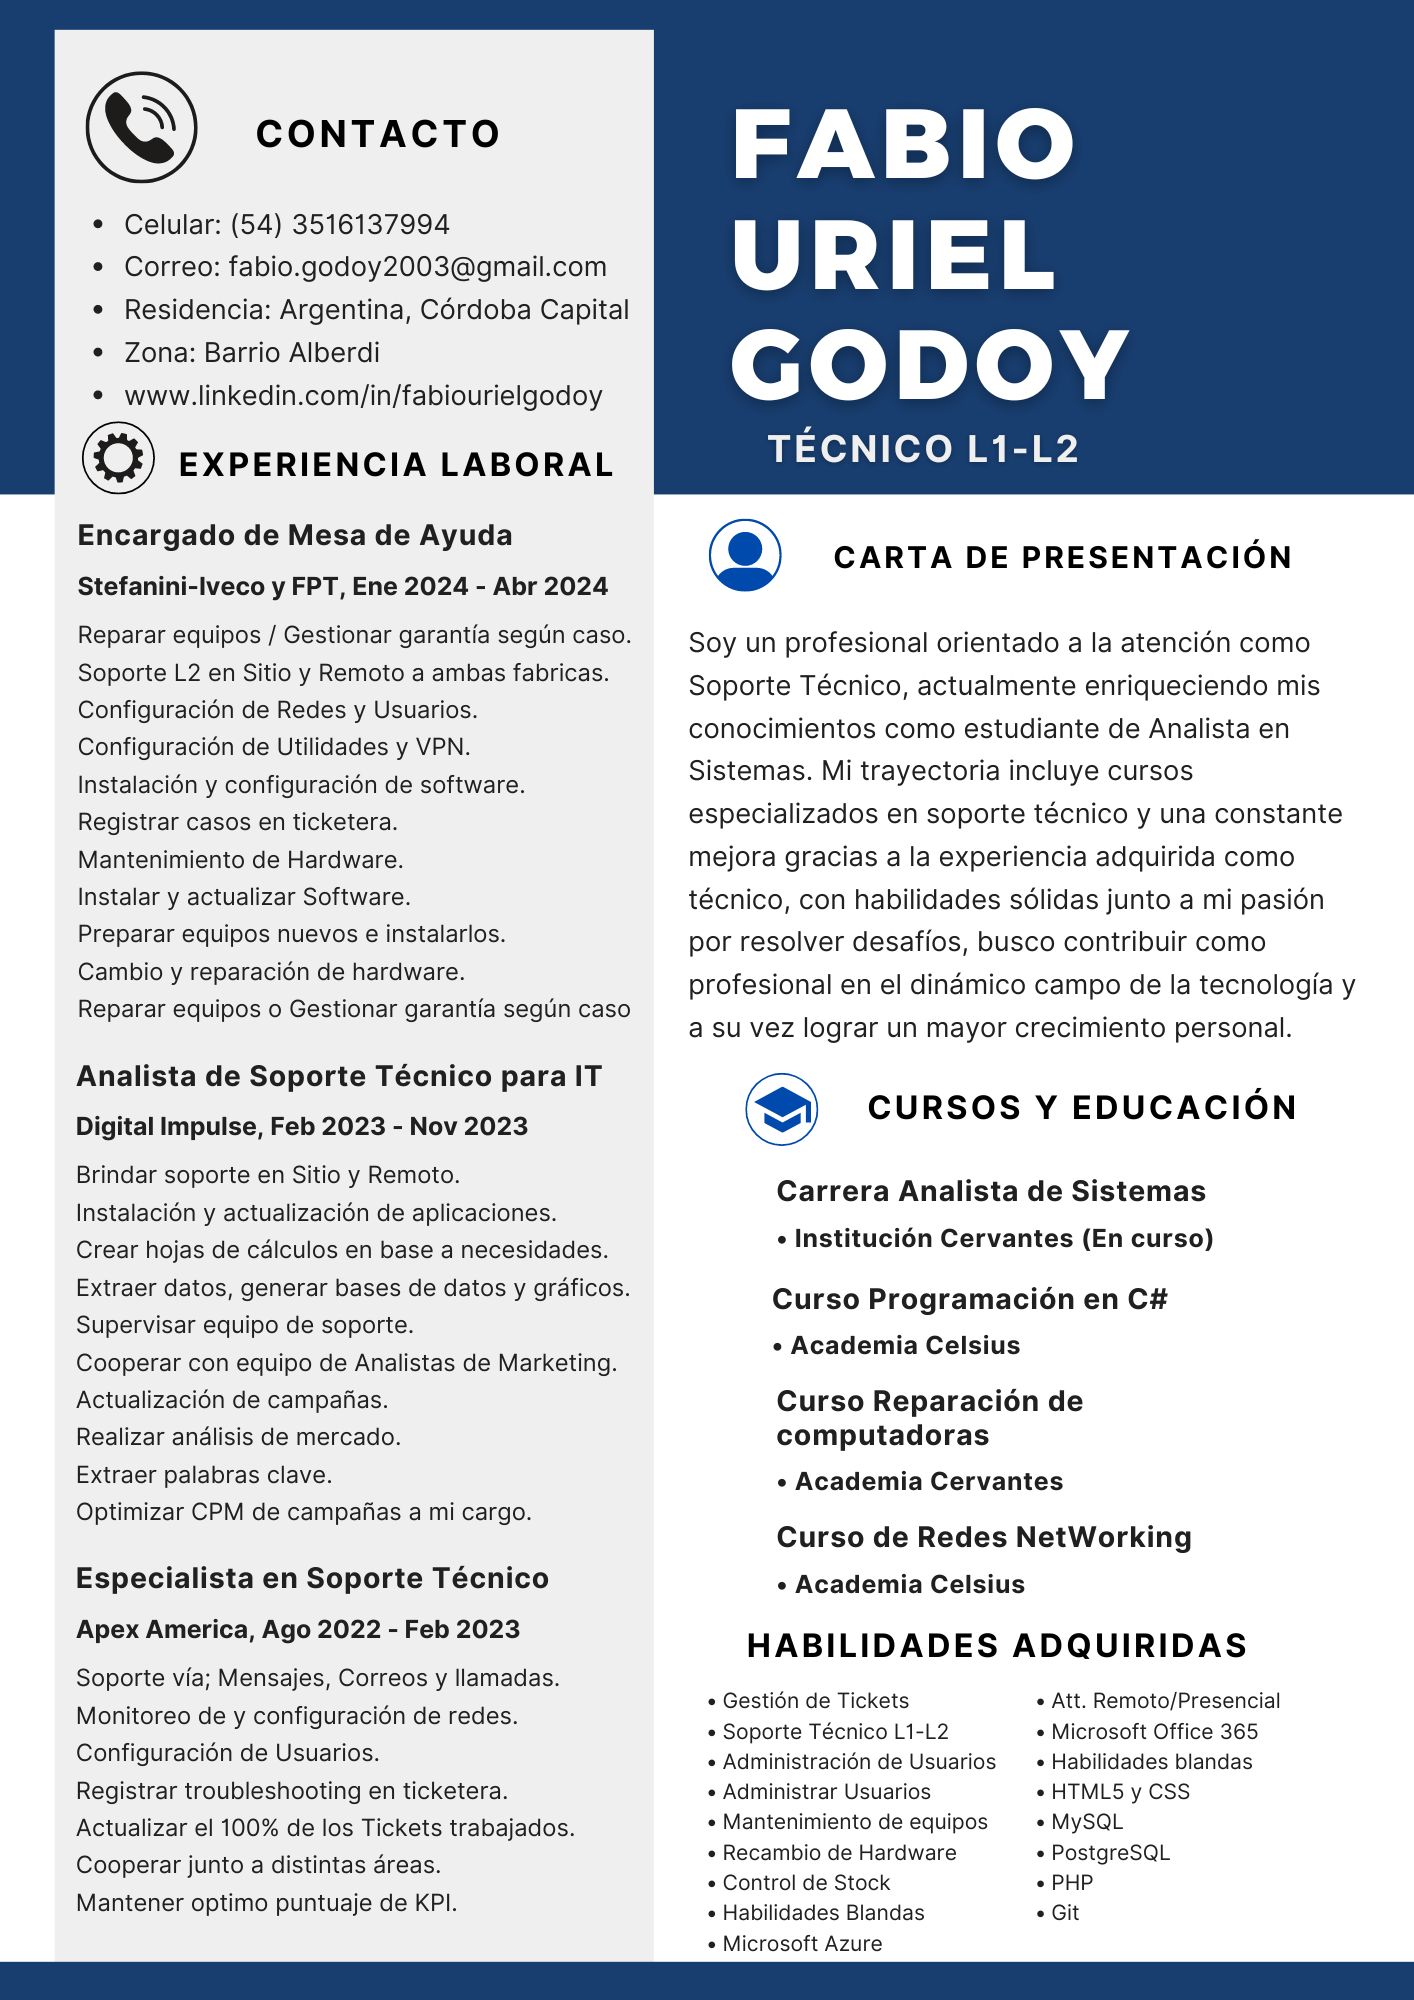 CONTACTO
• Celular: (54) 3516137994
• Correo: fabio.godoy2003@gmail.com
• Residencia: Argentina, Córdoba Capital
• Zona: Barrio Alberdi
• www.linkedin.com/in/fabiourielgodoy
EXPERIENCIA LABORAL
Encargado de Mesa de Ayuda
Stefanini-Iveco y FPT, Ene 2024 - Abr 2024
Reparar equipos / Gestionar garantía según caso.
Soporte L2 en Sitio y Remoto a ambas fabricas.
Configuración de Redes y Usuarios.
Configuración de Utilidades y VPN.
Instalación y configuración de software.
Registrar casos en ticketera.
Mantenimiento de Hardware.
Instalar y actualizar Software.
Preparar equipos nuevos e instalarlos.
Cambio y reparación de hardware.
Reparar equipos o Gestionar garantía según caso
Analista de Soporte Técnico para IT
Digital Impulse, Feb 2023 - Nov 2023
Brindar soporte en Sitio y Remoto.
Instalación y actualización de aplicaciones.
Crear hojas de cálculos en base a necesidades.
Extraer datos, generar bases de datos y gráficos.
Supervisar equipo de soporte.
Cooperar con equipo de Analistas de Marketing.
Actualización de campañas.
Realizar análisis de mercado.
Extraer palabras clave.
Optimizar CPM de campañas a mi cargo.
Especialista en Soporte Técnico
Apex America, Ago 2022 - Feb 2023
Soporte vía; Mensajes, Correos y llamadas.
Monitoreo de y configuración de redes.
Configuración de Usuarios.
Registrar troubleshooting en ticketera.
Actualizar el 100% de los Tickets trabajados.
Cooperar junto a distintas áreas.
Mantener optimo puntuaje de KPI.
FABIO
URIEL
GODOY
TÉCNICO L1-L2
CARTA DE PRESENTACIÓN
Soy un profesional orientado a la atención como
Soporte Técnico, actualmente enriqueciendo mis
conocimientos como estudiante de Analista en
Sistemas. Mi trayectoria incluye cursos
especializados en soporte técnico y una constante
mejora gracias a la experiencia adquirida como
técnico, con habilidades sólidas junto a mi pasión
por resolver desafíos, busco contribuir como
profesional en el dinámico campo de la tecnología y
a su vez lograr un mayor crecimiento personal.
CURSOS Y EDUCACIÓN
Carrera Analista de Sistemas
• Institución Cervantes (En curso)
Curso Programación en C#
• Academia Celsius
Curso Reparación de
computadoras
• Academia Cervantes
Curso de Redes NetWorking
• Academia Celsius
HABILIDADES ADQUIRIDAS
• Gestión de Tickets
• Soporte Técnico L1-L2
• Administración de Usuarios
• Administrar Usuarios
• Mantenimiento de equipos
• Recambio de Hardware
• Control de Stock
• Habilidades Blandas
• Microsoft Azure
• Att. Remoto/Presencial
• Microsoft Office 365
• Habilidades blandas
• HTML5 y CSS
• MySQL
• PostgreSQL
• PHP
• Git